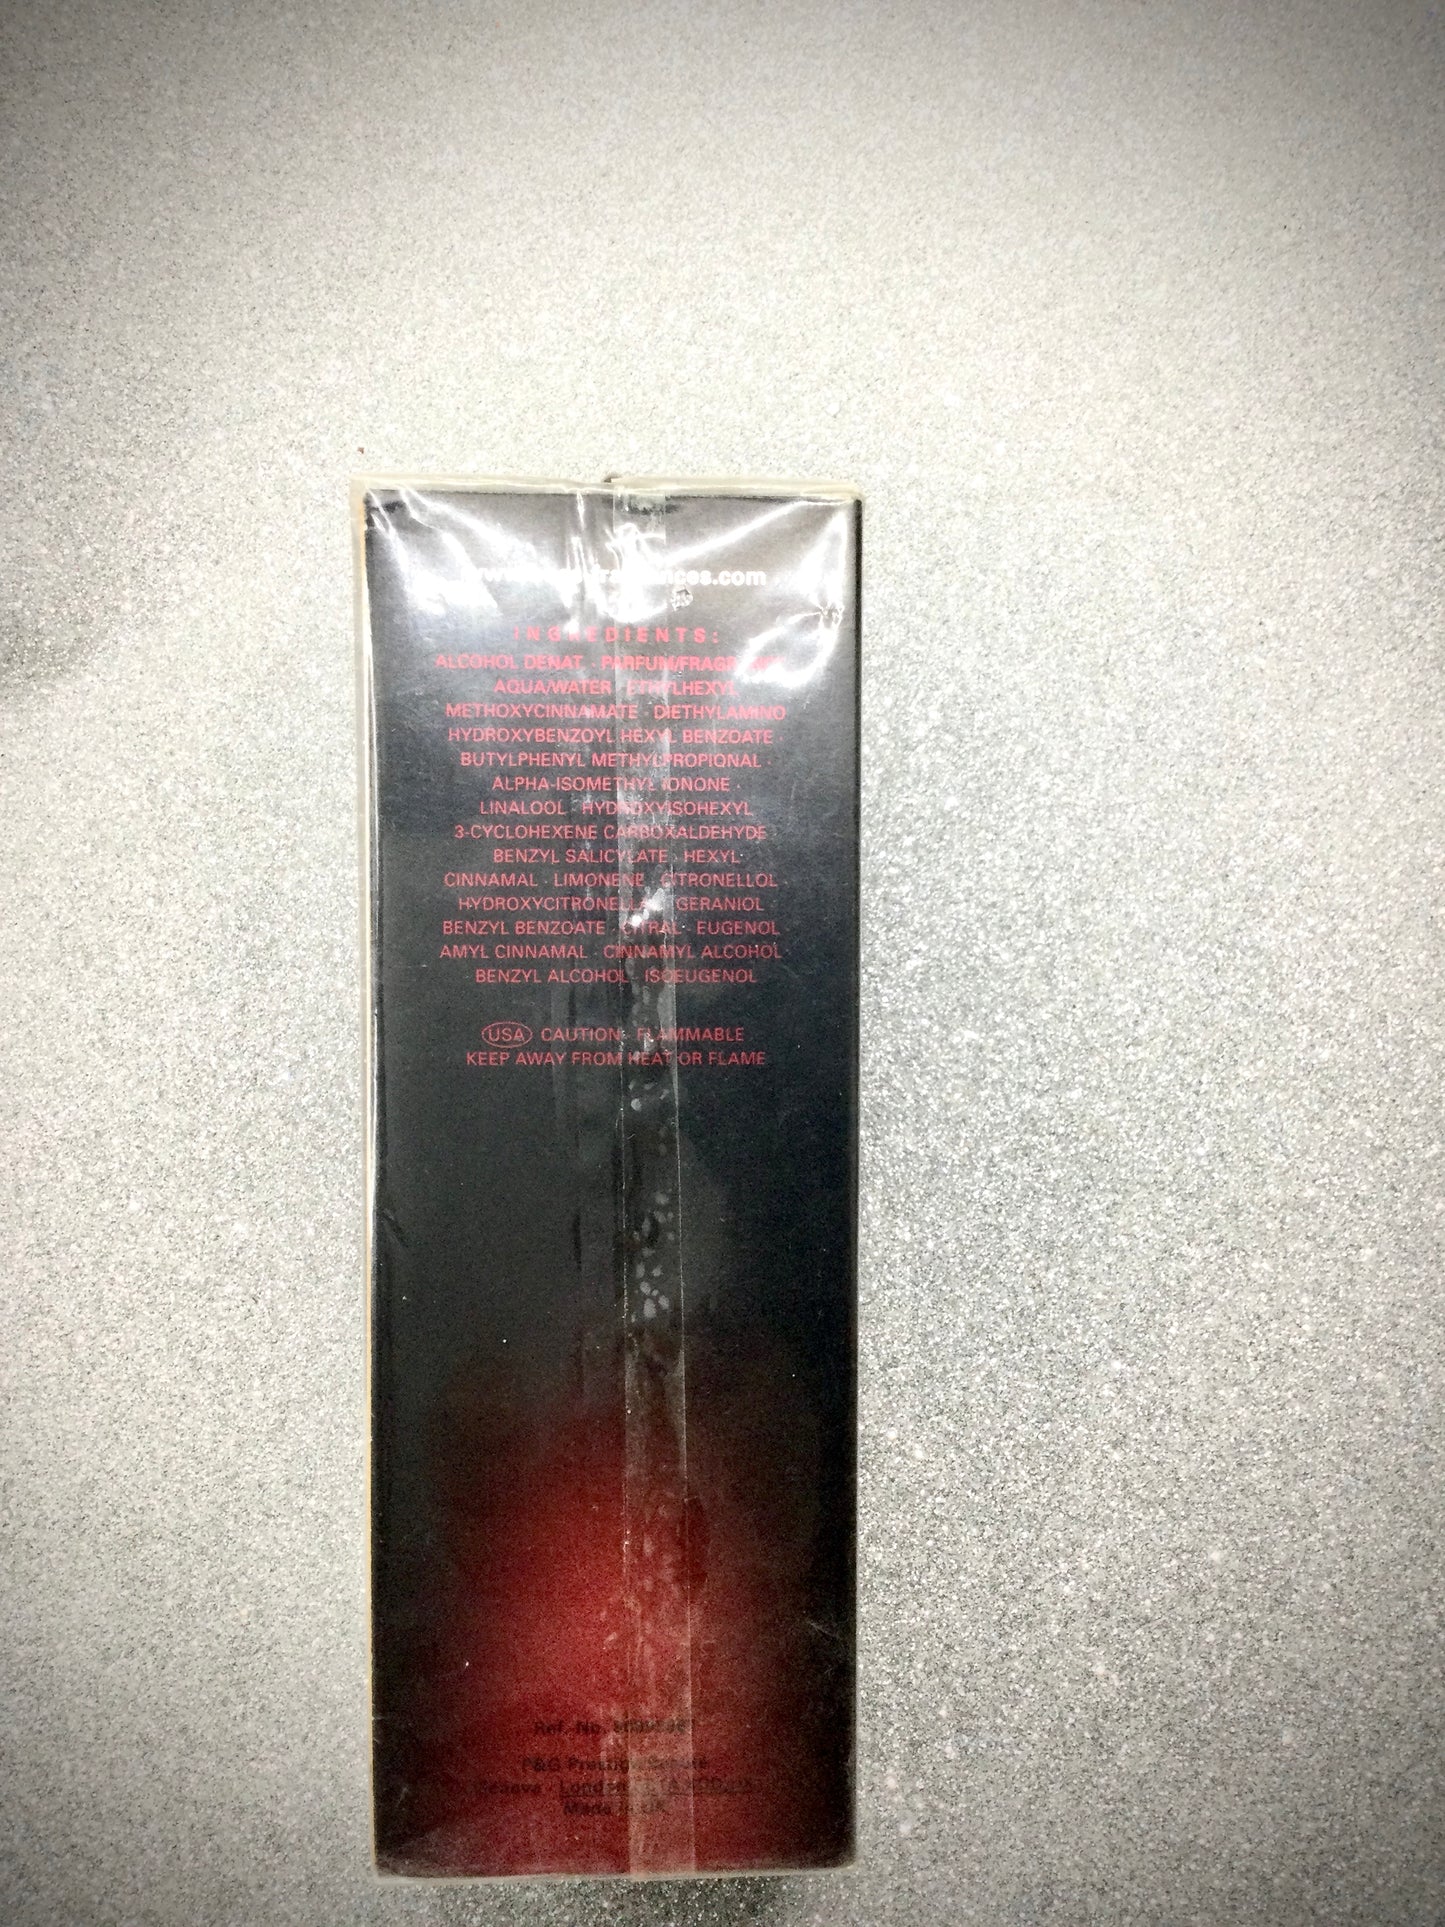 fragrances.com
INGREDIENTS:
ALCOHOL DENAT · PARFUM/FRAGRANCE
AQUA/WATER · ETHYLHEXYL
METHOXYCINNAMATE · DIETHYLAMINO
HYDROXYBENZOYL HEXYL BENZOATE
BUTYLPHENYL METHYLPROPIONAL ·
ALPHA-ISOMETHYL IONONE ·
LINALOOL · HYDROXYISOHEXYL
3-CYCLOHEXENE CARBOXALDEHYDE
BENZYL SALICYLATE · HEXYL
CINNAMAL · LIMONENE · CITRONELLOL
HYDROXYCITRONELLAL · GERANIOL
BENZYL BENZOATE · CITRAL · EUGENOL
AMYL CINNAMAL · CINNAMYL ALCOHOL
BENZYL ALCOHOL · ISOEUGENOL
USA CAUTION · FLAMMABLE
KEEP AWAY FROM HEAT OR FLAME
Ref. No.
P&G Prestige
Geneva · London
Made in UK